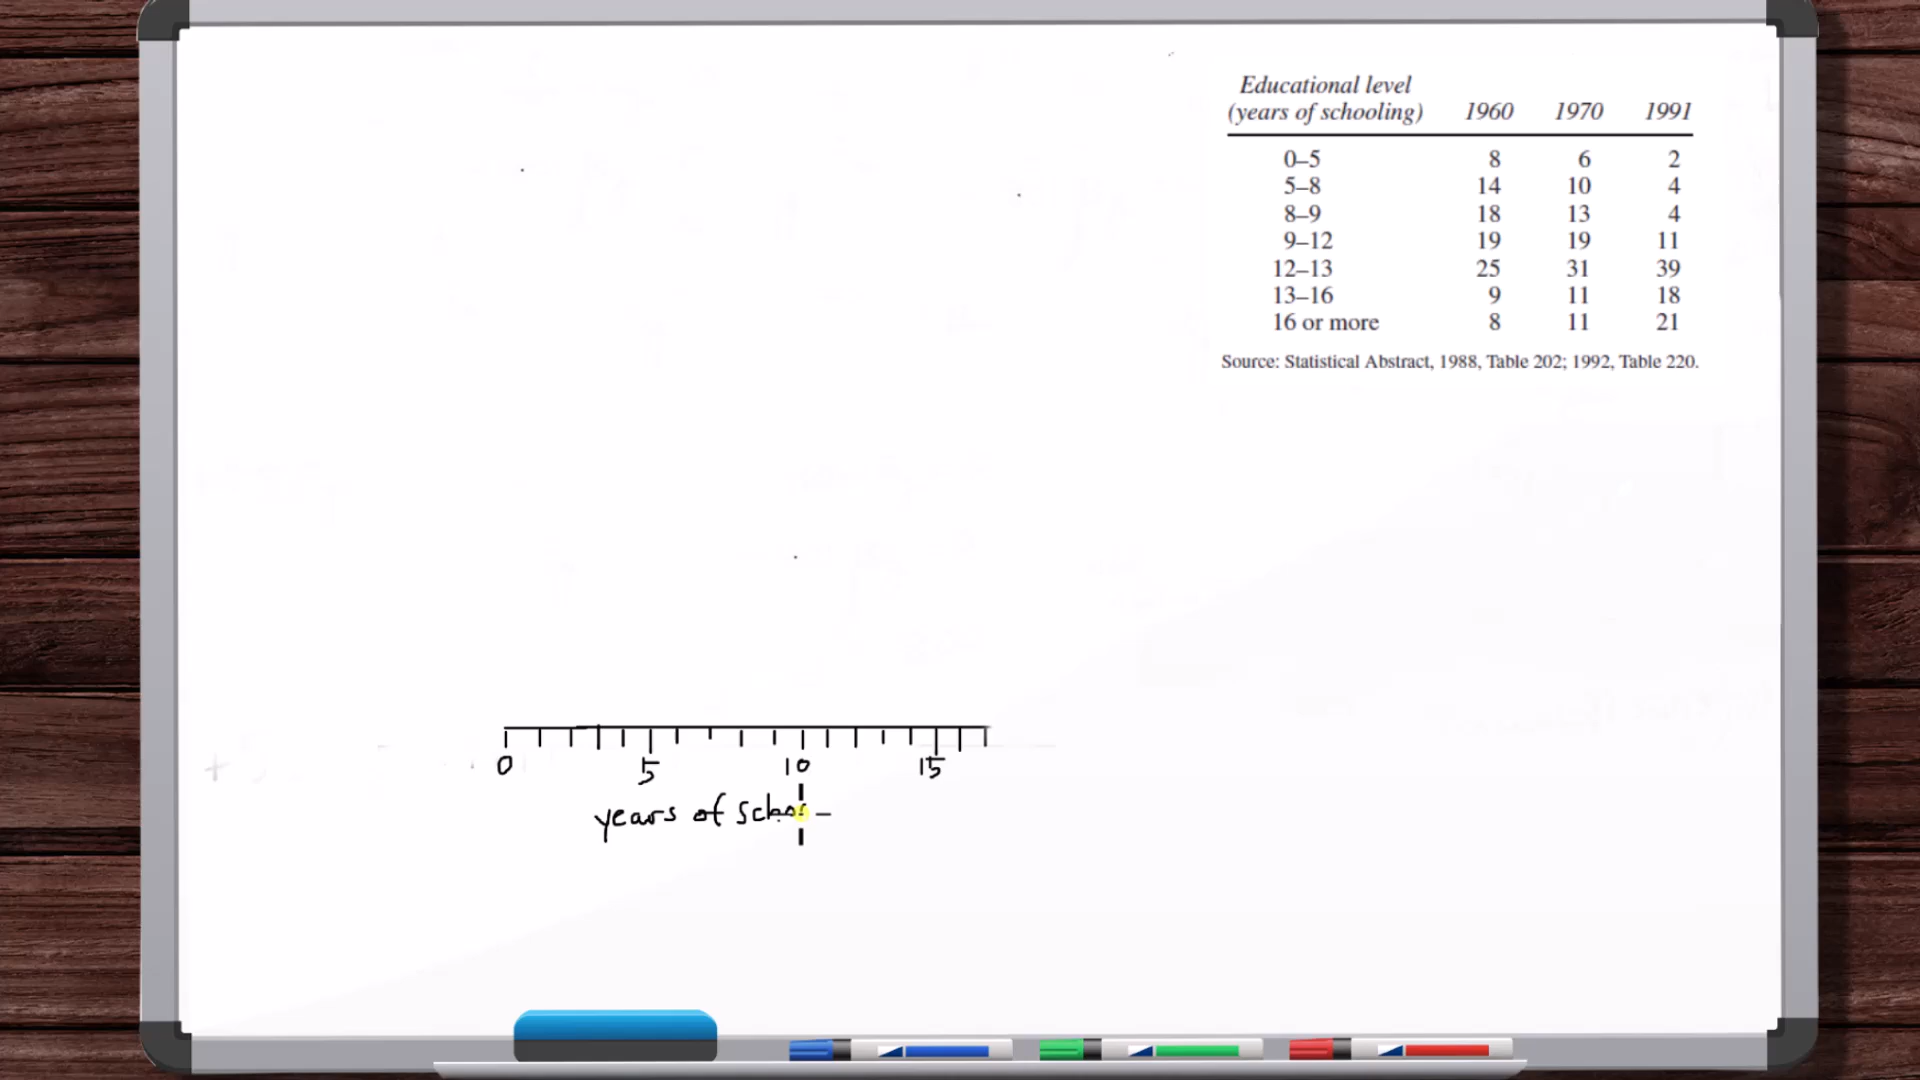 Educational level
(years of schooling) 1960 1970 1991
0–5 8 6 2
5–8 14 10 4
8–9 18 13 4
9–12 19 19 11
12–13 25 31 39
13–16 9 11 18
16 or more 8 11 21
Source: Statistical Abstract, 1988, Table 202; 1992, Table 220.
0 5 10 15
years of schoo